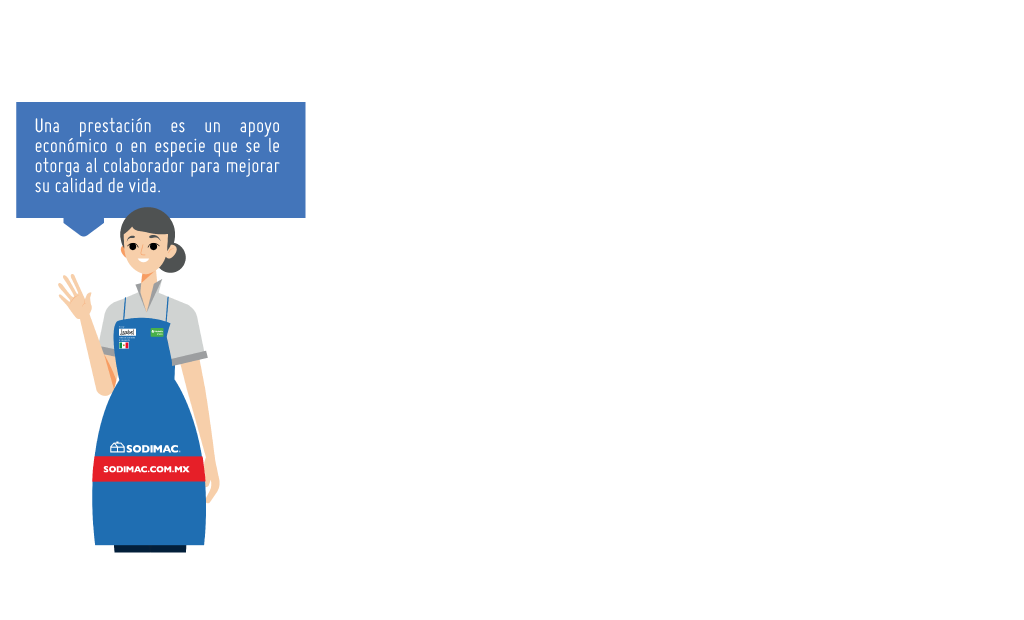 Una prestación es un apoyo
económico o en especie que se le
otorga al colaborador para mejorar
su calidad de vida.
SODIMAC
SODIMAC.COM.MX